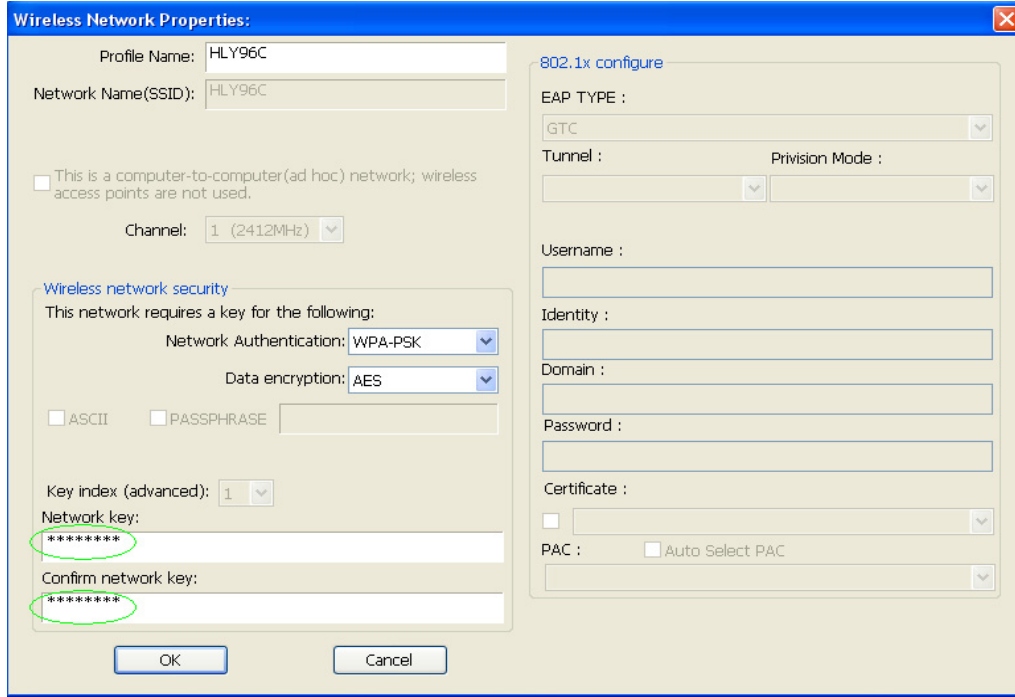 Wireless Network Properties:
Profile Name: HLY96C
Network Name(SSID): HLY96C
This is a computer-to-computer(ad hoc) network; wireless
access points are not used.
Channel: 1 (2412MHz)
Wireless network security
This network requires a key for the following:
Network Authentication: WPA-PSK
Data encryption: AES
ASCII PASSPHRASE
Key index (advanced): 1
Network key:
********
Confirm network key:
********
OK Cancel
802.1x configure
EAP TYPE :
GTC
Tunnel : Privision Mode :
Username :
Identity :
Domain :
Password :
Certificate :
PAC : Auto Select PAC